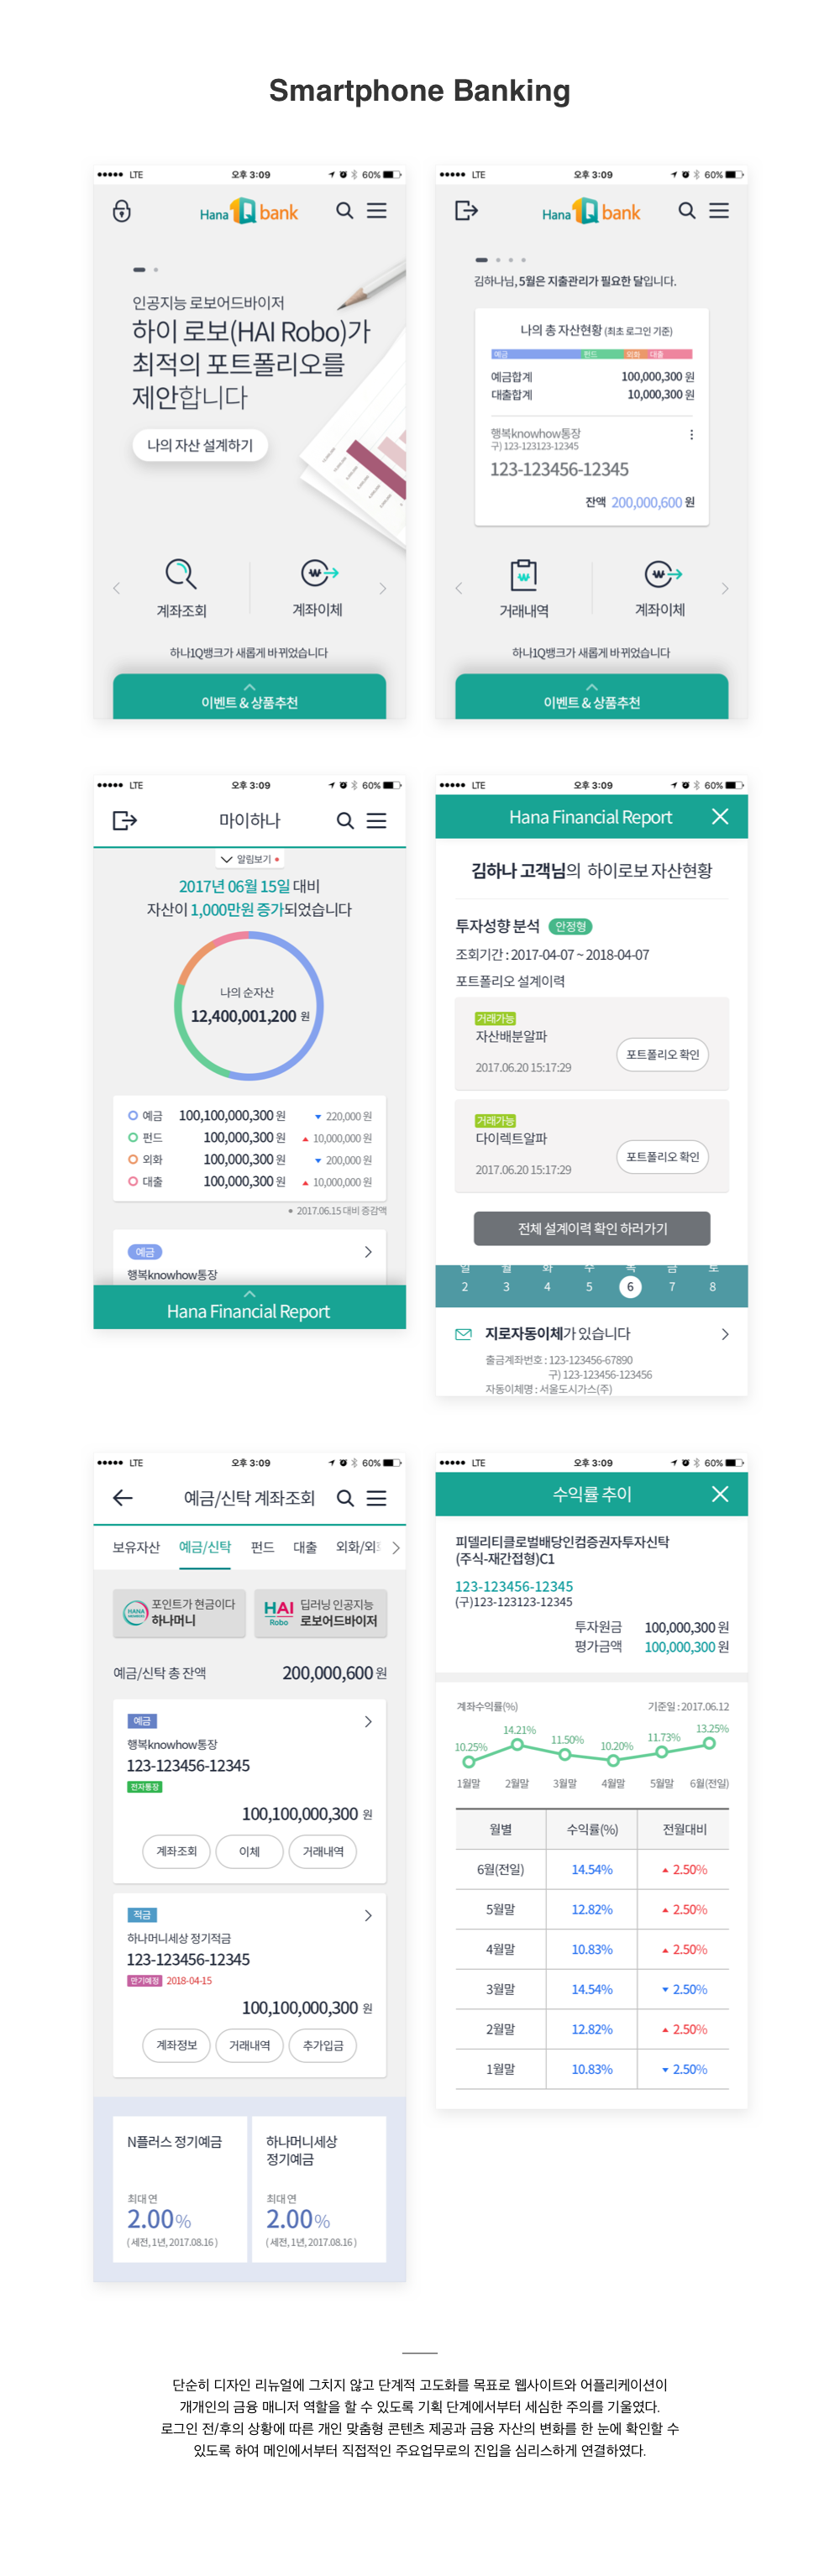 Smartphone Banking
LTE 오후 3:09 60%
Hana 1Q bank
인공지능 로보어드바이저
하이 로보(HAI Robo)가
최적의 포트폴리오를
제안합니다
나의 자산 설계하기
계좌조회 계좌이체
하나1Q뱅크가 새롭게 바뀌었습니다
이벤트 & 상품추천
LTE 오후 3:09 60%
Hana 1Q bank
김하나님, 5월은 지출관리가 필요한 달입니다.
나의 총 자산현황 (최초 로그인 기준)
예금 펀드 외화 대출
예금합계 100,000,300 원
대출합계 10,000,300 원
행복knowhow통장
구) 123-123123-12345
123-123456-12345
잔액 200,000,600 원
거래내역 계좌이체
하나1Q뱅크가 새롭게 바뀌었습니다
이벤트 & 상품추천
LTE 오후 3:09 60%
마이하나
알림보기
2017년 06월 15일 대비
자산이 1,000만원 증가되었습니다
나의 순자산
12,400,001,200 원
예금 100,100,000,300 원 ▼ 220,000 원
펀드 100,000,300 원 ▲ 10,000,000 원
외화 100,000,300 원 ▼ 200,000 원
대출 100,000,300 원 ▲ 10,000,000 원
* 2017.06.15 대비 증감액
예금
행복knowhow통장
Hana Financial Report
LTE 오후 3:09 60%
Hana Financial Report
김하나 고객님의 하이로보 자산현황
투자성향 분석 안정형
조회기간 : 2017-04-07 ~ 2018-04-07
포트폴리오 설계이력
거래가능
자산배분알파
2017.06.20 15:17:29
포트폴리오 확인
거래가능
다이렉트알파
2017.06.20 15:17:29
포트폴리오 확인
전체 설계이력 확인 하러가기
일 월 화 수 목 금 토
2 3 4 5 6 7 8
지로자동이체가 있습니다
출금계좌번호 : 123-123456-67890
구) 123-123456-123456
자동이체명 : 서울도시가스(주)
LTE 오후 3:09 60%
예금/신탁 계좌조회
보유자산 예금/신탁 펀드 대출 외화/외
HANA
포인트가 현금이다
하나머니
HAI Robo
딥러닝 인공지능
로보어드바이저
예금/신탁 총 잔액 200,000,600 원
예금
행복knowhow통장
123-123456-12345
전자통장
100,100,000,300 원
계좌조회 이체 거래내역
적금
하나머니세상 정기적금
123-123456-12345
만기예정 2018-04-15
100,100,000,300 원
계좌정보 거래내역 추가입금
N플러스 정기예금
최대 연
2.00%
( 세전, 1년, 2017.08.16 )
하나머니세상
정기예금
최대 연
2.00%
( 세전, 1년, 2017.08.16 )
LTE 오후 3:09 60%
수익률 추이
피델리티글로벌배당인컴증권자투자신탁
(주식-재간접형)C1
123-123456-12345
(구)123-123123-12345
투자원금 100,000,300 원
평가금액 100,000,300 원
계좌수익률(%) 기준일 : 2017.06.12
10.25% 14.21% 11.50% 10.20% 11.73% 13.25%
1월말 2월말 3월말 4월말 5월말 6월(전일)
월별 수익률(%) 전월대비
6월(전일) 14.54% ▲ 2.50%
5월말 12.82% ▲ 2.50%
4월말 10.83% ▲ 2.50%
3월말 14.54% ▼ 2.50%
2월말 12.82% ▲ 2.50%
1월말 10.83% ▼ 2.50%
단순히 디자인 리뉴얼에 그치지 않고 단계적 고도화를 목표로 웹사이트와 어플리케이션이
개개인의 금융 매니저 역할을 할 수 있도록 기획 단계에서부터 세심한 주의를 기울였다.
로그인 전/후의 상황에 따른 개인 맞춤형 콘텐츠 제공과 금융 자산의 변화를 한 눈에 확인할 수
있도록 하여 메인에서부터 직접적인 주요업무로의 진입을 심리스하게 연결하였다.